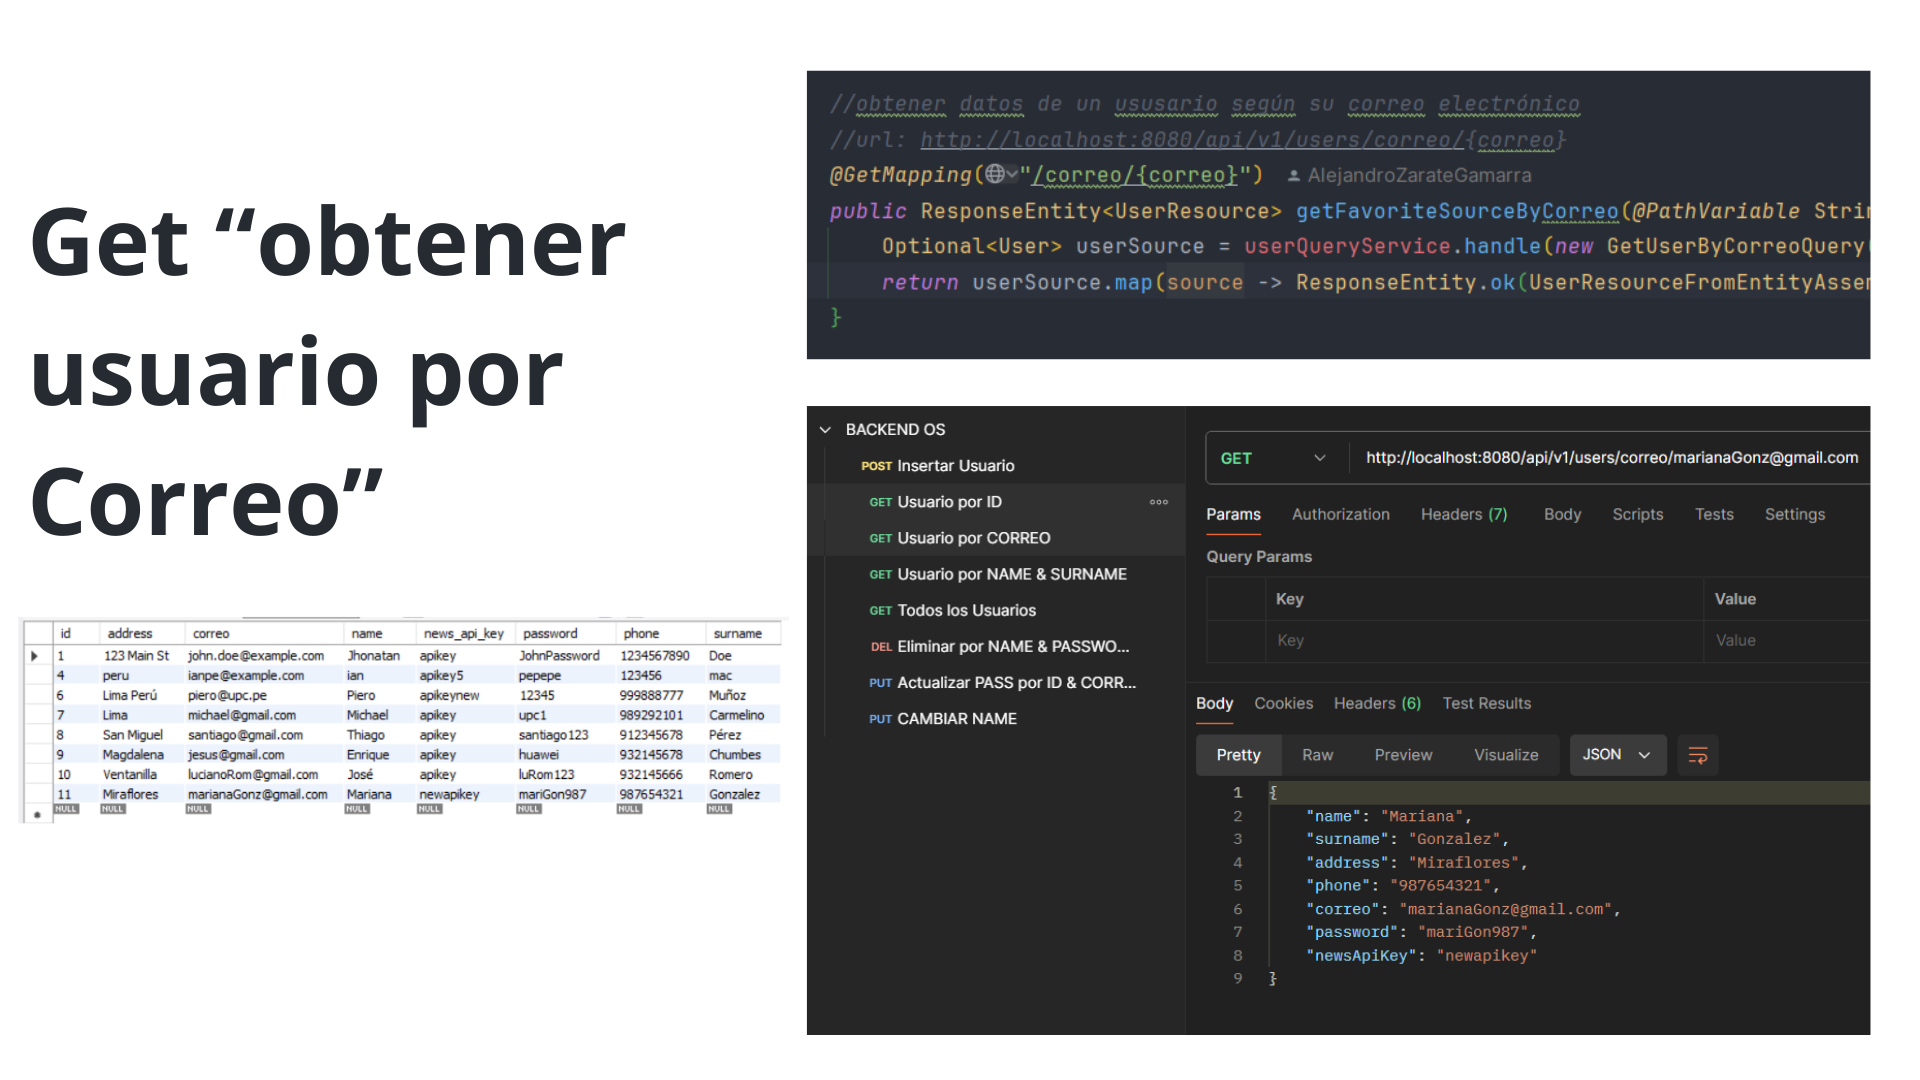 Get “obtener
usuario por
Correo”
id address correo name news_api_key password phone surname
1 123 Main St john.doe@example.com Jhonatan apikey JohnPassword 1234567890 Doe
4 peru ianpe@example.com ian apikey5 pepepe 123456 mac
6 Lima Perú piero@upc.pe Piero apikeynew 12345 999888777 Muñoz
7 Lima michael@gmail.com Michael apikey upc1 989292101 Carmelino
8 San Miguel santiago@gmail.com Thiago apikey santiago123 912345678 Pérez
9 Magdalena jesus@gmail.com Enrique apikey huawei 932145678 Chumbes
10 Ventanilla lucianoRom@gmail.com José apikey luRom123 932145666 Romero
11 Miraflores marianaGonz@gmail.com Mariana newapikey mariGon987 987654321 Gonzalez
NULL NULL NULL NULL NULL NULL NULL NULL
//obtener datos de un ususario según su correo electrónico
//url: http://localhost:8080/api/v1/users/correo/{correo}
@GetMapping("/correo/{correo}") AlejandroZarateGamarra
public ResponseEntity<UserResource> getFavoriteSourceByCorreo(@PathVariable Strin
Optional<User> userSource = userQueryService.handle(new GetUserByCorreoQuery(
return userSource.map(source -> ResponseEntity.ok(UserResourceFromEntityAssem
}
BACKEND OS
POST Insertar Usuario
GET Usuario por ID
GET Usuario por CORREO
GET Usuario por NAME & SURNAME
GET Todos los Usuarios
DEL Eliminar por NAME & PASSWO...
PUT Actualizar PASS por ID & CORR...
PUT CAMBIAR NAME
GET http://localhost:8080/api/v1/users/correo/marianaGonz@gmail.com
Params Authorization Headers (7) Body Scripts Tests Settings
Query Params
Key Value
Key Value
Body Cookies Headers (6) Test Results
Pretty Raw Preview Visualize JSON
1 {
2 "name": "Mariana",
3 "surname": "Gonzalez",
4 "address": "Miraflores",
5 "phone": "987654321",
6 "correo": "marianaGonz@gmail.com",
7 "password": "mariGon987",
8 "newsApiKey": "newapikey"
9 }